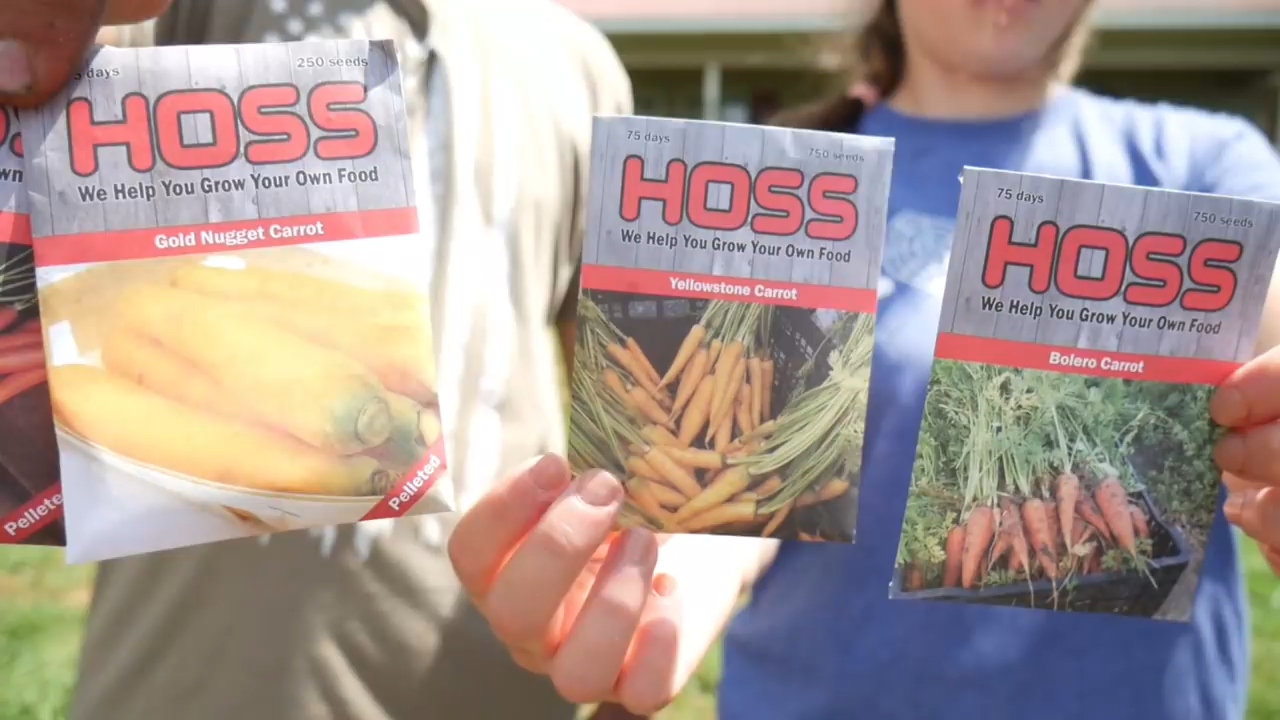 days
250 seeds
HOSS
We Help You Grow Your Own Food
Gold Nugget Carrot
Pelleted
75 days
750 seeds
HOSS
We Help You Grow Your Own Food
Yellowstone Carrot
75 days
750 seeds
HOSS
We Help You Grow Your Own Food
Bolero Carrot